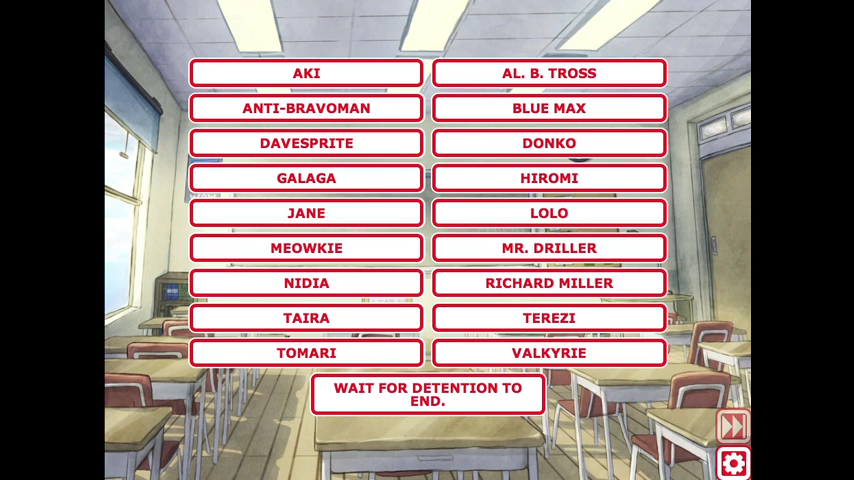 AKI
AL. B. TROSS
ANTI-BRAVOMAN
BLUE MAX
DAVESPRITE
DONKO
GALAGA
HIROMI
JANE
LOLO
MEOWKIE
MR. DRILLER
NIDIA
RICHARD MILLER
TAIRA
TEREZI
TOMARI
VALKYRIE
WAIT FOR DETENTION TO
END.